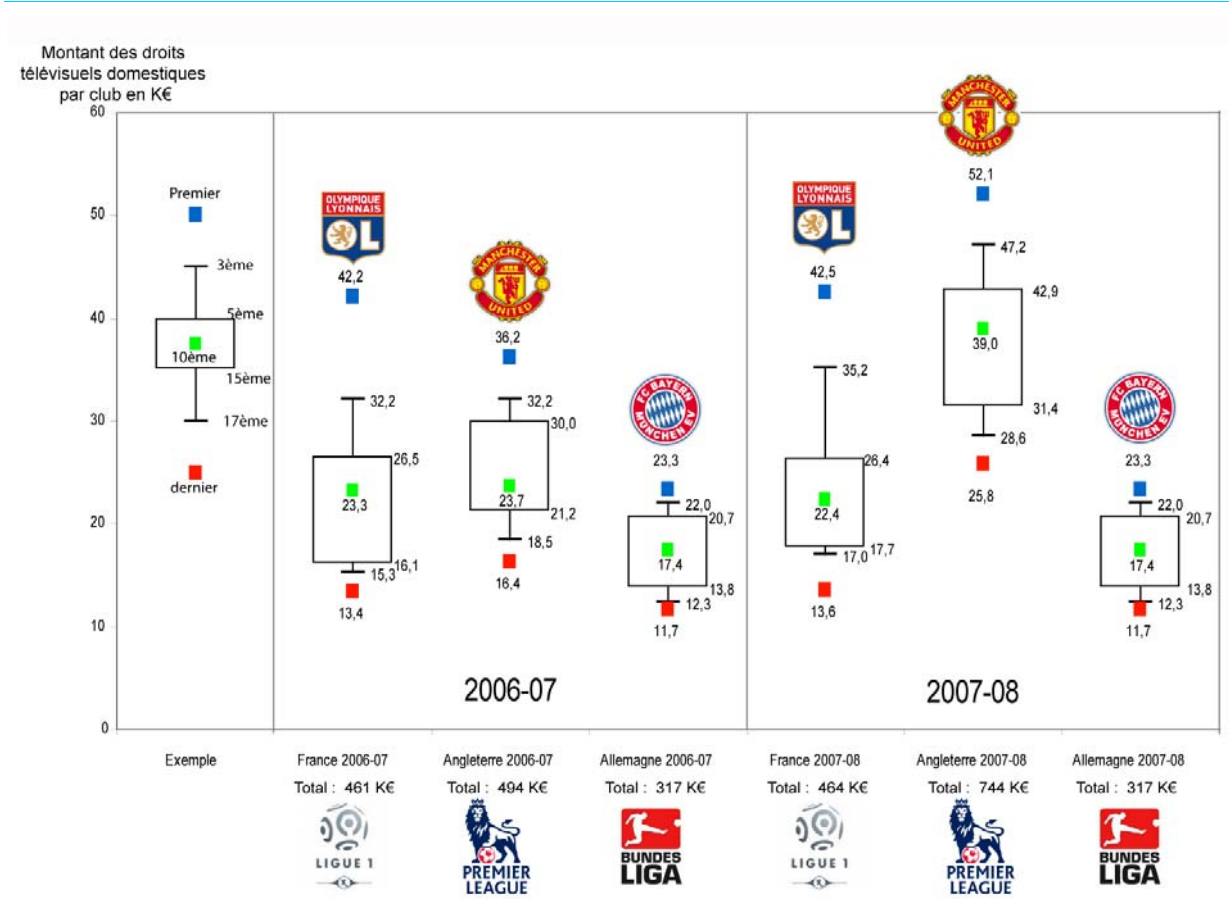 Montant des droits
télévisuels domestiques
par club en K€
60
50
40
30
20
10
0
Premier
3ème
5ème
10ème
15ème
17ème
dernier
OLYMPIQUE
LYONNAIS
OL
42,2
32,2
26,5
23,3
16,1
15,3
13,4
MANCHESTER
UNITED
36,2
32,2
30,0
23,7
21,2
18,5
16,4
FC BAYERN
MÜNCHEN EV
23,3
22,0
20,7
17,4
13,8
12,3
11,7
2006-07
OLYMPIQUE
LYONNAIS
OL
42,5
35,2
26,4
22,4
17,7
17,0
13,6
MANCHESTER
UNITED
52,1
47,2
42,9
39,0
31,4
28,6
25,8
FC BAYERN
MÜNCHEN EV
23,3
22,0
20,7
17,4
13,8
12,3
11,7
2007-08
Exemple
France 2006-07
Angleterre 2006-07
Allemagne 2006-07
France 2007-08
Angleterre 2007-08
Allemagne 2007-08
Total : 461 K€
Total : 494 K€
Total : 317 K€
Total : 464 K€
Total : 744 K€
Total : 317 K€
LIGUE 1
PREMIER
LEAGUE
BUNDES
LIGA
LIGUE 1
PREMIER
LEAGUE
BUNDES
LIGA